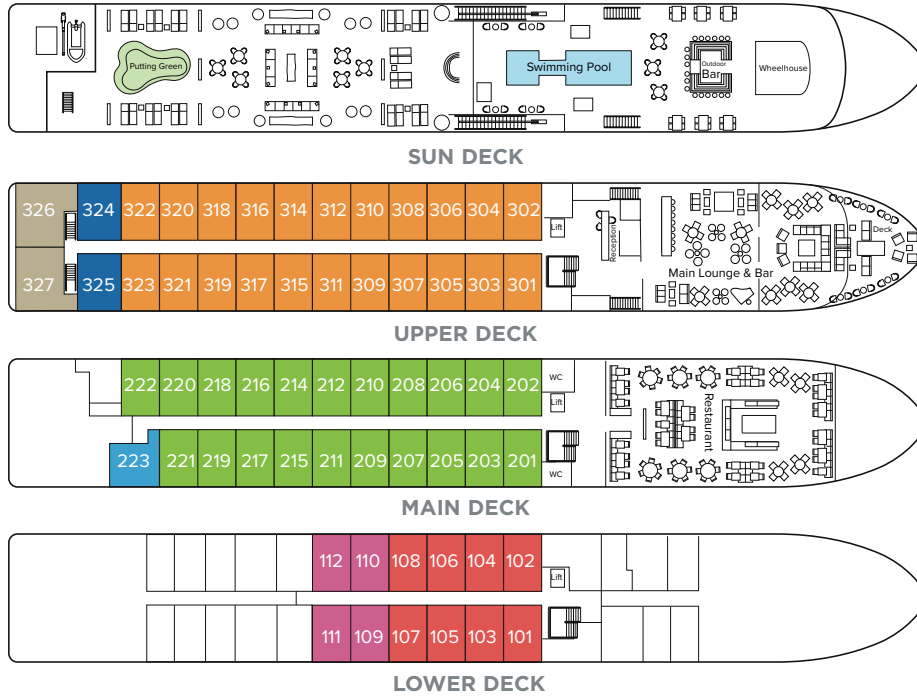 Putting Green
Swimming Pool
Outdoor
Bar
Wheelhouse
SUN DECK
326 324 322 320 318 316 314 312 310 308 306 304 302
Lift
Reception
Deck
Main Lounge & Bar
327 325 323 321 319 317 315 311 309 307 305 303 301
UPPER DECK
222 220 218 216 214 212 210 208 206 204 202
WC
Lift
Restaurant
223 221 219 217 215 211 209 207 205 203 201
WC
MAIN DECK
112 110 108 106 104 102
Lift
111 109 107 105 103 101
LOWER DECK